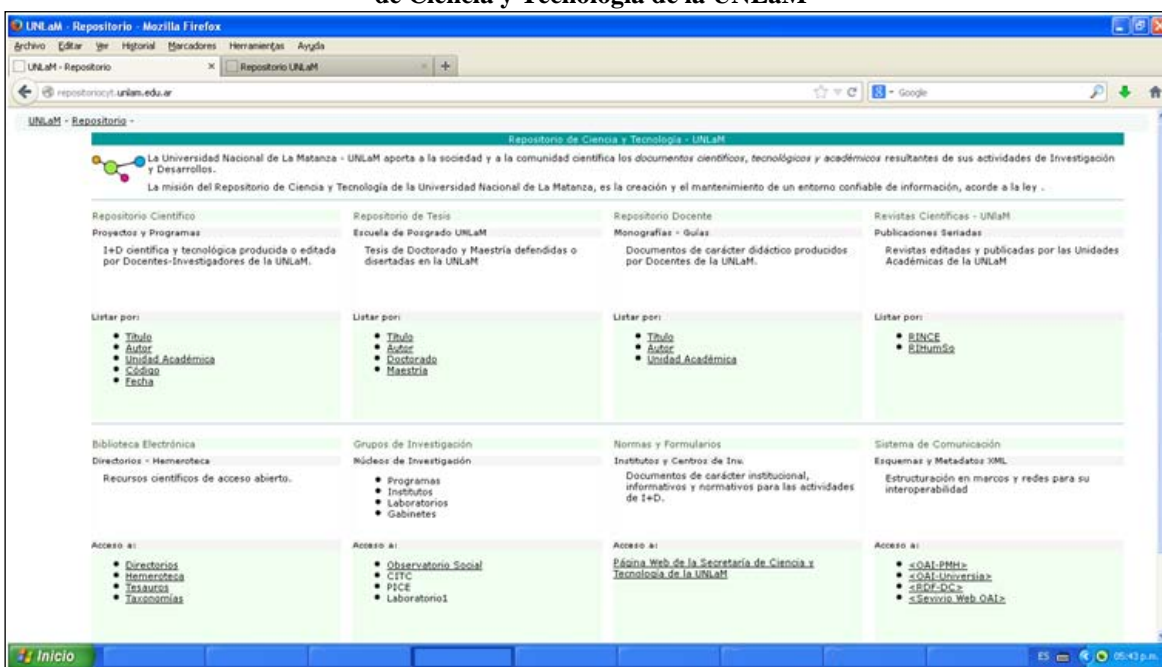 de Ciencia y Tecnología de la UNLaM
UNLaM - Repositorio - Mozilla Firefox
Archivo Editar Ver Historial Marcadores Herramientas Ayuda
UNLaM - Repositorio × Repositorio UNLaM × +
repositoriocyt.unlam.edu.ar Google
UNLaM - Repositorio -
Repositorio de Ciencia y Tecnología - UNLaM
La Universidad Nacional de La Matanza - UNLaM aporta a la sociedad y a la comunidad científica los documentos científicos, tecnológicos y académicos resultantes de sus actividades de Investigación
y Desarrollos.
La misión del Repositorio de Ciencia y Tecnología de la Universidad Nacional de La Matanza, es la creación y el mantenimiento de un entorno confiable de información, acorde a la ley .
Repositorio Científico
Proyectos y Programas
I+D científica y tecnológica producida o editada
por Docentes-Investigadores de la UNLaM.
Listar por:
Título
Autor
Unidad Académica
Código
Fecha
Repositorio de Tesis
Escuela de Posgrado UNLaM
Tesis de Doctorado y Maestría defendidas o
disertadas en la UNLaM
Listar por:
Título
Autor
Doctorado
Maestría
Repositorio Docente
Monografías - Guías
Documentos de carácter didáctico producidos
por Docentes de la UNLaM.
Listar por:
Título
Autor
Unidad Académica
Revistas Científicas - UNlaM
Publicaciones Seriadas
Revistas editadas y publicadas por las Unidades
Académicas de la UNLaM
Listar por:
RINCE
RIHumSo
Biblioteca Electrónica
Directorios - Hemeroteca
Recursos científicos de acceso abierto.
Acceso a:
Directorios
Hemeroteca
Tesauros
Taxonomías
Grupos de Investigación
Núcleos de Investigación
Programas
Institutos
Laboratorios
Gabinetes
Acceso a:
Observatorio Social
CITC
PICE
Laboratorio1
Normas y Formularios
Institutos y Centros de Inv.
Documentos de carácter institucional,
informativos y normativos para las actividades
de I+D.
Acceso a:
Página Web de la Secretaría de Ciencia y
Tecnología de la UNLaM
Sistema de Comunicación
Esquemas y Metadatos XML
Estructuración en marcos y redes para su
interoperabilidad
Acceso a:
<OAI-PMH>
<OAI-Universia>
<RDF-DC>
<Sevivio Web OAI>
Inicio
ES 05:43 p.m.